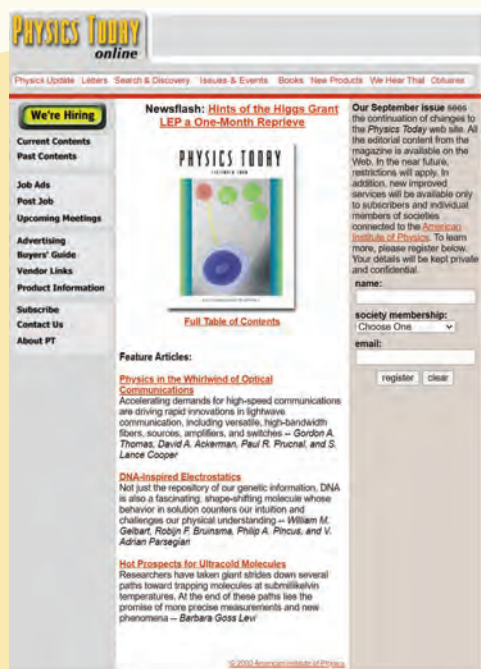 PHYSICS TODAY
online
Physics Update Letters Search & Discovery Issues & Events Books New Products We Hear That Obituaries
We're Hiring
Current Contents
Past Contents
Job Ads
Post Job
Upcoming Meetings
Advertising
Buyers' Guide
Vendor Links
Product Information
Subscribe
Contact Us
About PT
Newsflash: Hints of the Higgs Grant
LEP a One-Month Reprieve
PHYSICS TODAY
SEPTEMBER 2000
Full Table of Contents
Feature Articles:
Physics in the Whirlwind of Optical
Communications
Accelerating demands for high-speed communications
are driving rapid innovations in lightwave
communication, including versatile, high-bandwidth
fibers, sources, amplifiers, and switches -- Gordon A.
Thomas, David A. Ackerman, Paul R. Prucnal, and S.
Lance Cooper
DNA-Inspired Electrostatics
Not just the repository of our genetic information, DNA
is also a fascinating, shape-shifting molecule whose
behavior in solution counters our intuition and
challenges our physical understanding -- William M.
Gelbart, Robijn F. Bruinsma, Philip A. Pincus, and V.
Adrian Parsegian
Hot Prospects for Ultracold Molecules
Researchers have taken giant strides down several
paths toward trapping molecules at submillikelvin
temperatures. At the end of these paths lies the
promise of more precise measurements and new
phenomena -- Barbara Goss Levi
© 2000 American Institute of Physics
Our September issue sees
the continuation of changes to
the Physics Today web site. All
the editorial content from the
magazine is available on the
Web. In the near future,
restrictions will apply. In
addition, new improved
services will be available only
to subscribers and individual
members of societies
connected to the American
Institute of Physics. To learn
more, please register below.
Your details will be kept private
and confidential.
name:
society membership:
Choose One
email:
register clear